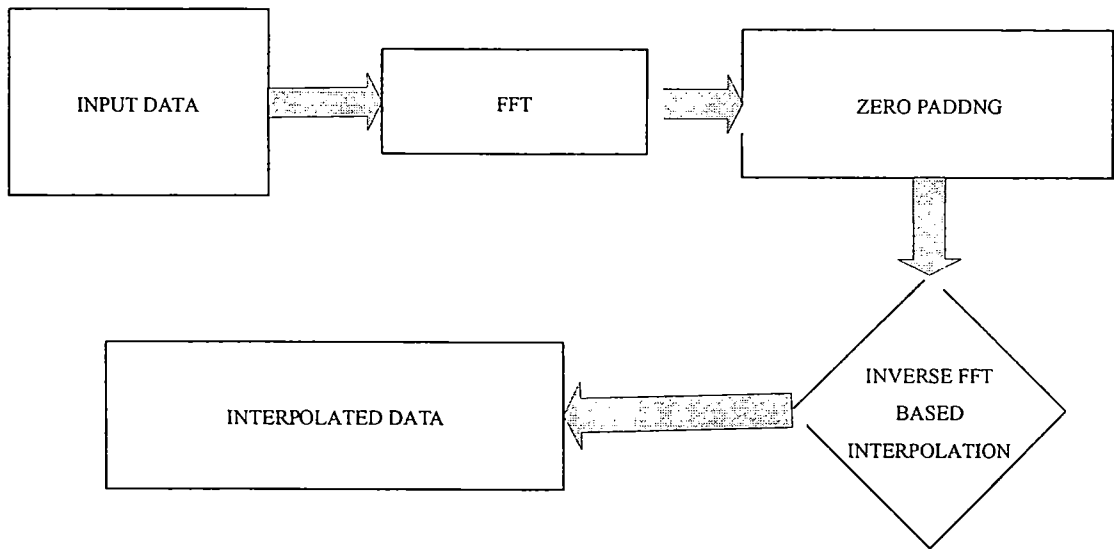 INPUT DATA
FFT
ZERO PADDNG
INVERSE FFT
BASED
INTERPOLATION
INTERPOLATED DATA